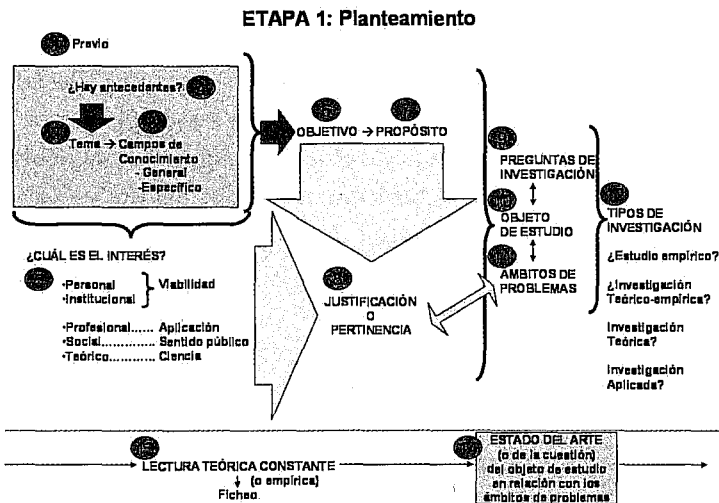 ETAPA 1: Planteamiento
Previo
¿Hay antecedentes?
Tema → Campos de
Conocimiento
- General
-Específico
OBJETIVO → PROPÓSITO
¿CUÁL ES EL INTERÉS?
•Personal
•Institucional
Viabilidad
•Profesional...... Aplicación
•Social.............. Sentido público
•Teórico............ Ciencia
JUSTIFICACIÓN
O
PERTINENCIA
PREGUNTAS DE
INVESTIGACIÓN
OBJETO
DE ESTUDIO
ÁMBITOS DE
PROBLEMAS
TIPOS DE
INVESTIGACIÓN
¿Estudio empírico?
¿Investigación
Teórico-empírica?
Investigación
Teórica?
Investigación
Aplicada?
LECTURA TEÓRICA CONSTANTE
↓ (o empírica)
Ficheo.
ESTADO DEL ARTE
(o de la cuestión)
del objeto de estudio
en relación con los
ámbitos de problemas